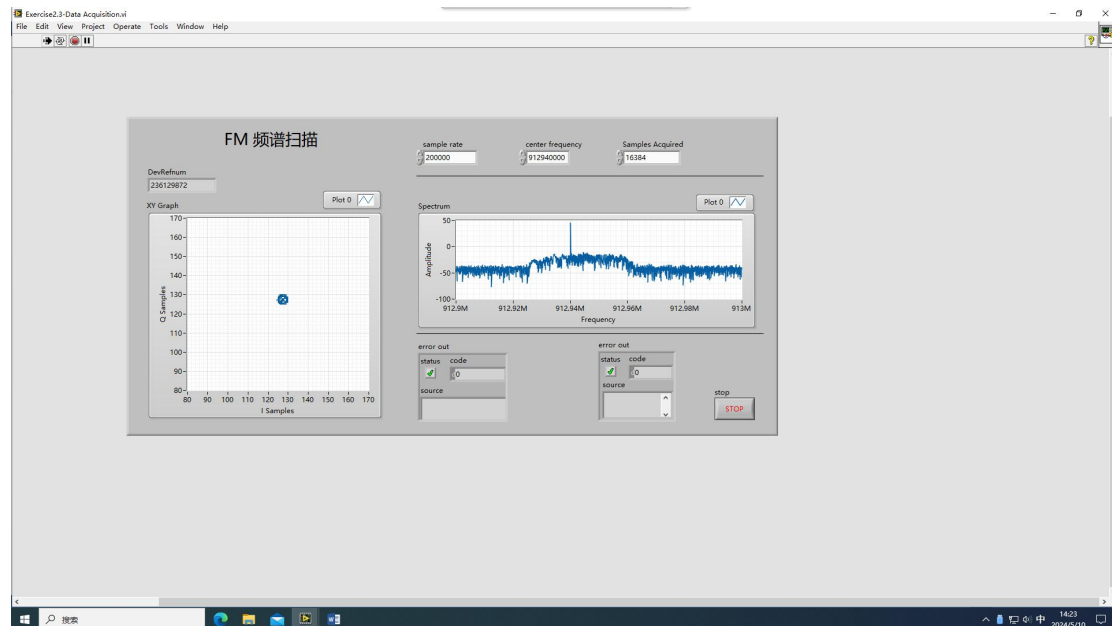 Exercise2.3-Data Acquisition.vi
File Edit View Project Operate Tools Window Help
FM 频谱扫描
sample rate
center frequency
Samples Acquired
200000
912940000
16384
DevRefnum
236129872
XY Graph
Plot 0
170
160
150
140
130
120
110
100
90
80
Q Samples
80 90 100 110 120 130 140 150 160 170
I Samples
Spectrum
Plot 0
50
0
-50
-100
Amplitude
912.9M 912.92M 912.94M 912.96M 912.98M 913M
Frequency
error out
status code
0
source
error out
status code
0
source
stop
STOP
搜索
中
14:23
2024/5/10